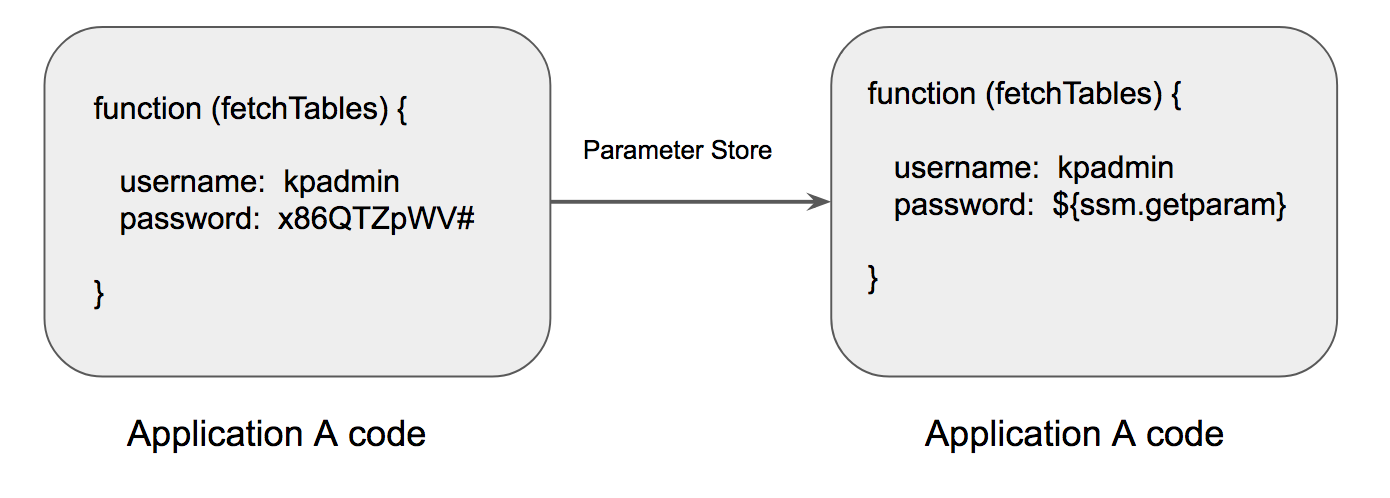 function (fetchTables) {
username: kpadmin
password: x86QTZpWV#
}
Application A code
Parameter Store
function (fetchTables) {
username: kpadmin
password: ${ssm.getparam}
}
Application A code